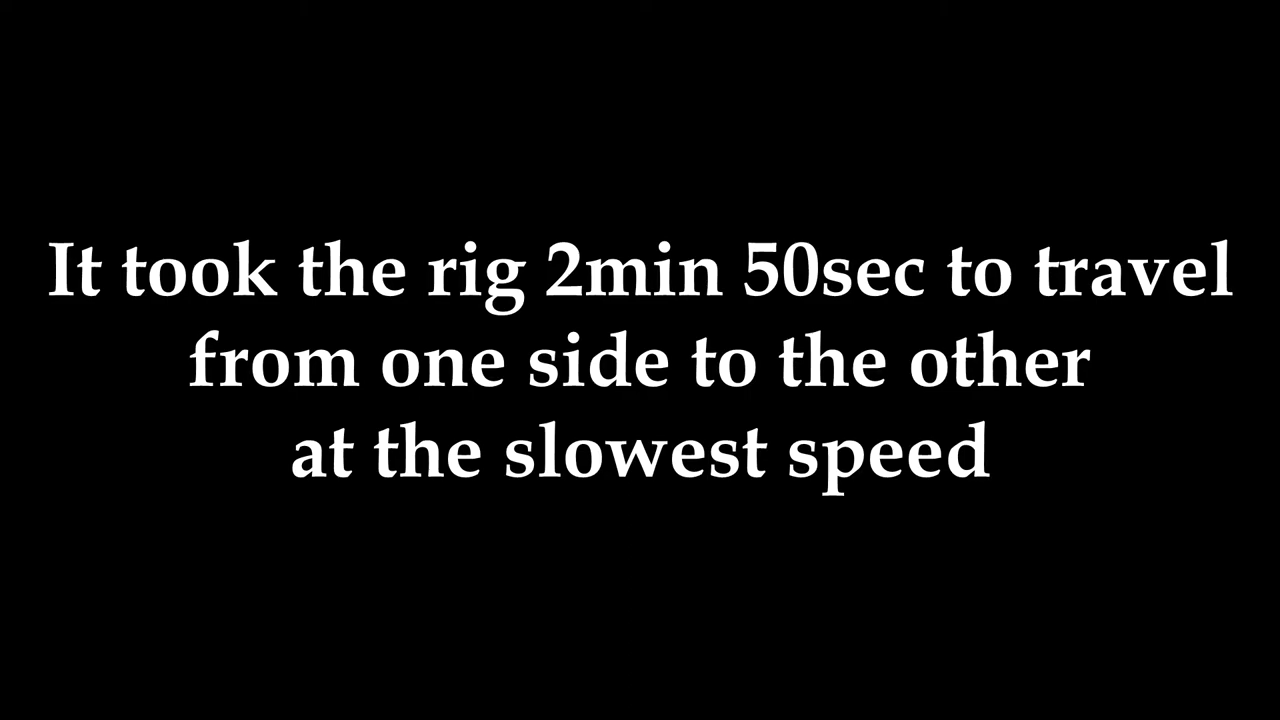 It took the rig 2min 50sec to travel
from one side to the other
at the slowest speed